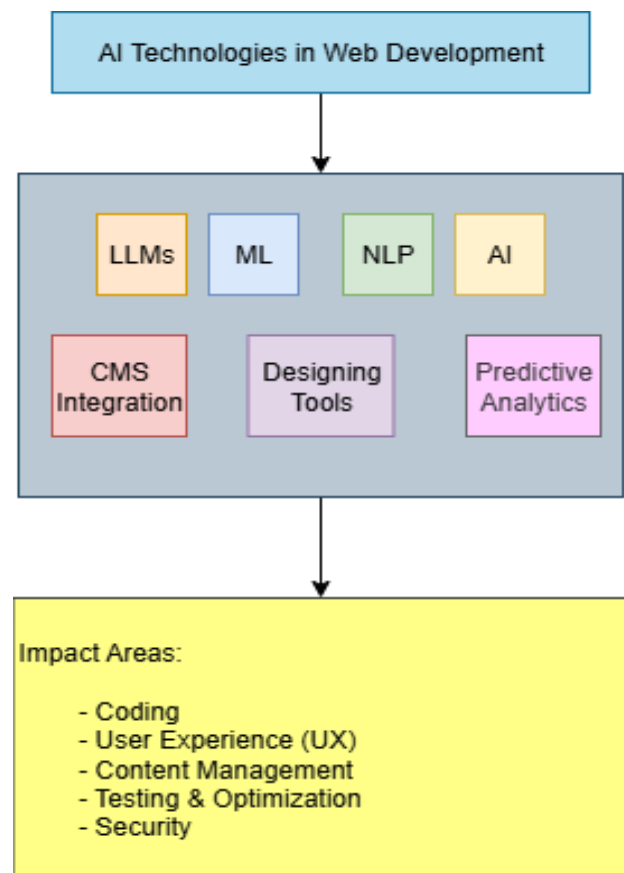 AI Technologies in Web Development
LLMs
ML
NLP
AI
CMS
Integration
Designing
Tools
Predictive
Analytics
Impact Areas:
- Coding
- User Experience (UX)
- Content Management
- Testing & Optimization
- Security